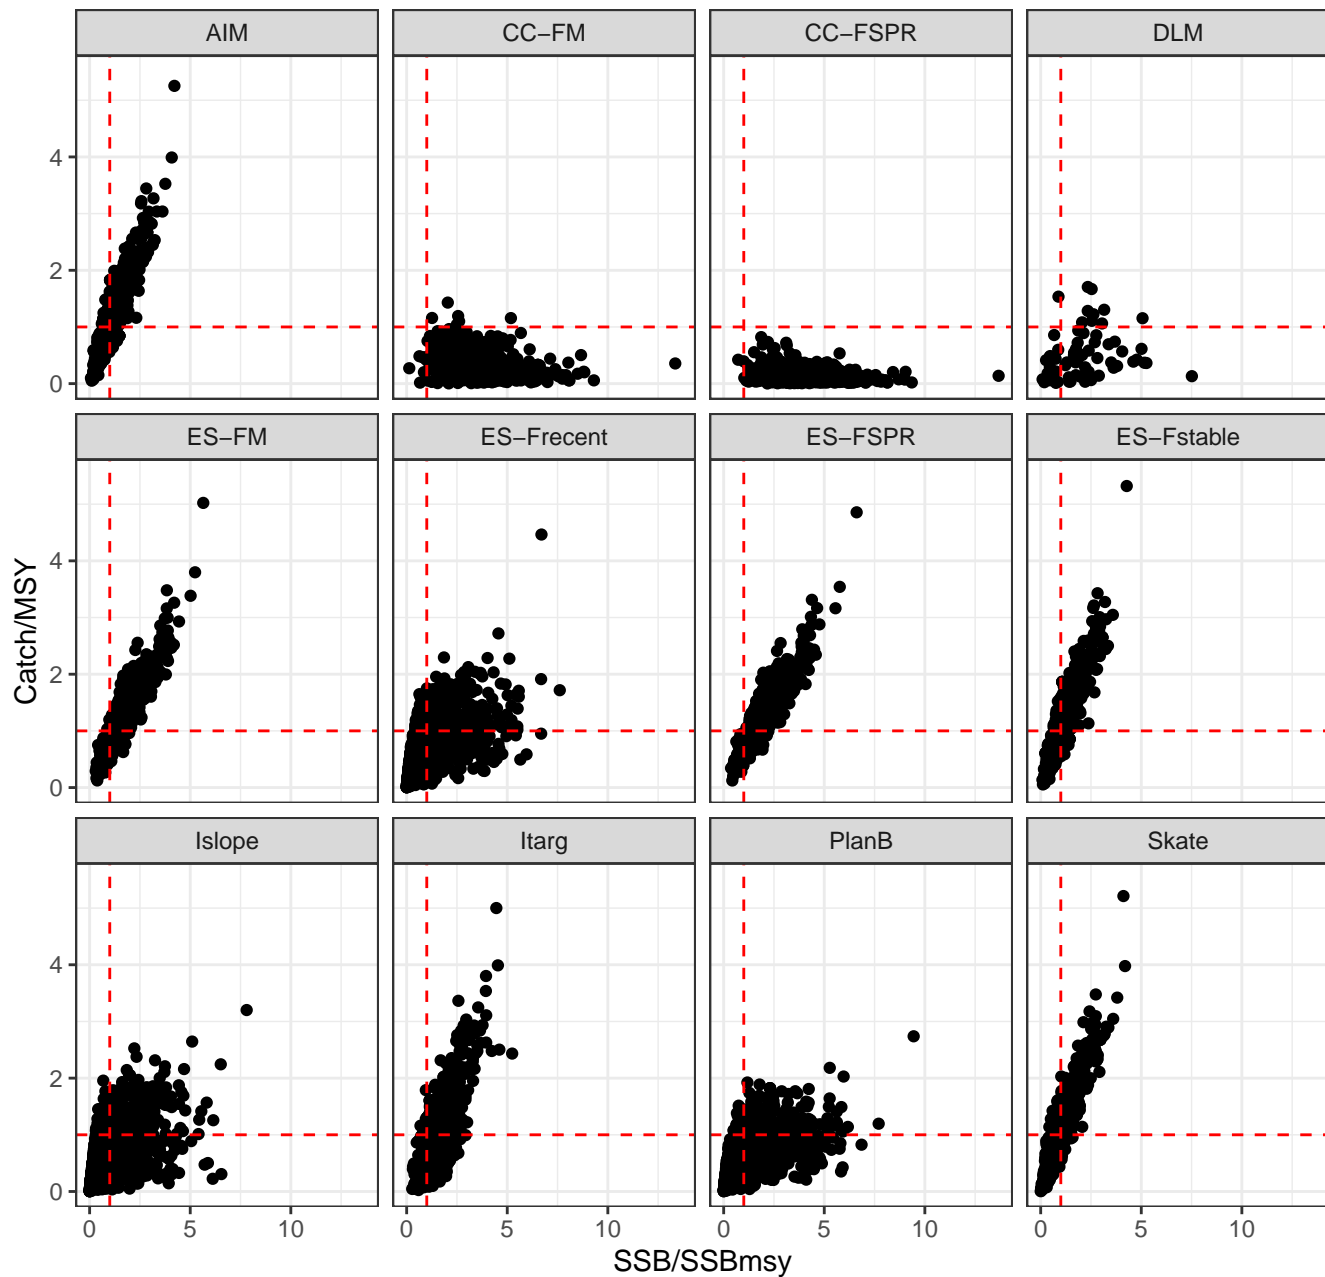 AIM CC−FM CC−FSPR DLM
4
2
0
ES−FM ES−Frecent ES−FSPR ES−Fstable
4
2
0
Catch/MSY
Islope Itarg PlanB Skate
4
2
0
0 5 10 0 5 10 0 5 10 0 5 10
SSB/SSBmsy